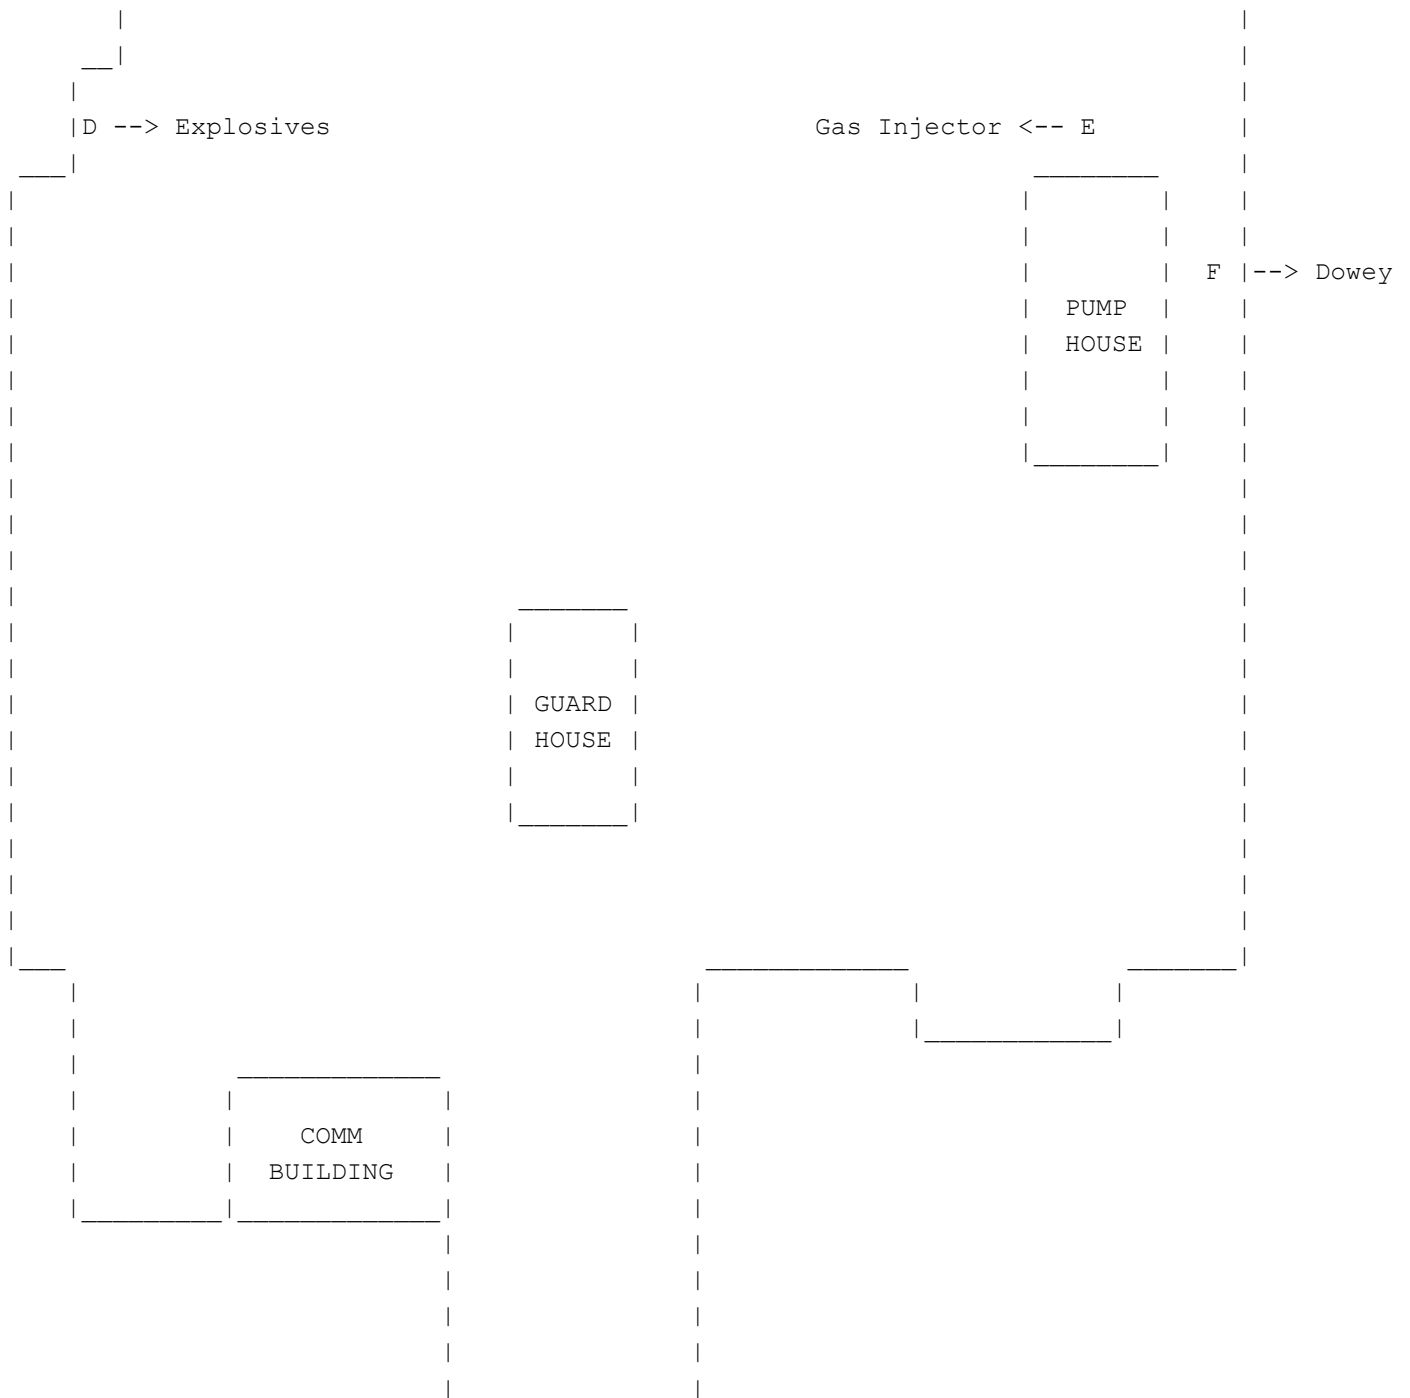 D --> Explosives Gas Injector <-- E
F --> Dowey
PUMP
HOUSE
GUARD
HOUSE
COMM
BUILDING